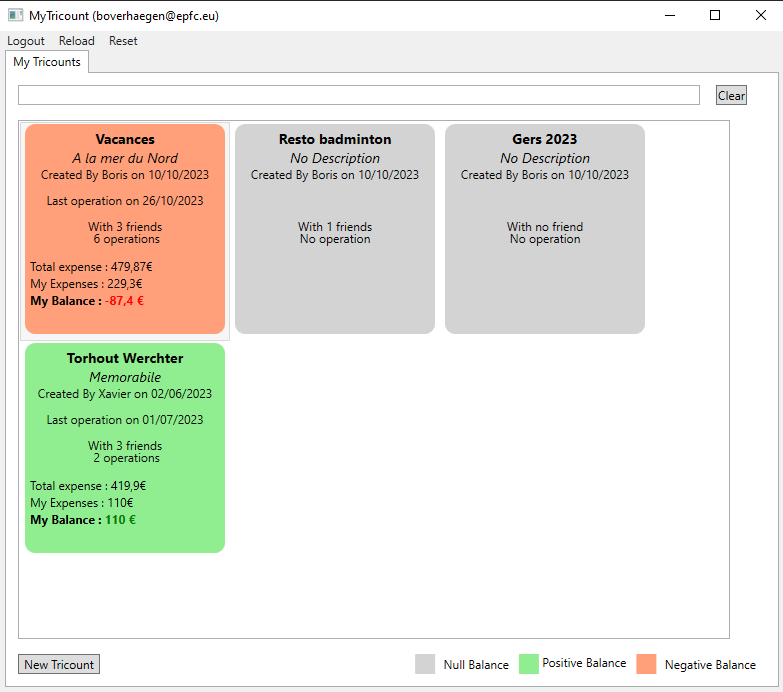 MyTricount (boverhaegen@epfc.eu)
Logout Reload Reset
My Tricounts
Clear
Vacances
A la mer du Nord
Created By Boris on 10/10/2023
Last operation on 26/10/2023
With 3 friends
6 operations
Total expense : 479,87€
My Expenses : 229,3€
My Balance : -87,4 €
Resto badminton
No Description
Created By Boris on 10/10/2023
With 1 friends
No operation
Gers 2023
No Description
Created By Boris on 10/10/2023
With no friend
No operation
Torhout Werchter
Memorabile
Created By Xavier on 02/06/2023
Last operation on 01/07/2023
With 3 friends
2 operations
Total expense : 419,9€
My Expenses : 110€
My Balance : 110 €
New Tricount
Null Balance
Positive Balance
Negative Balance